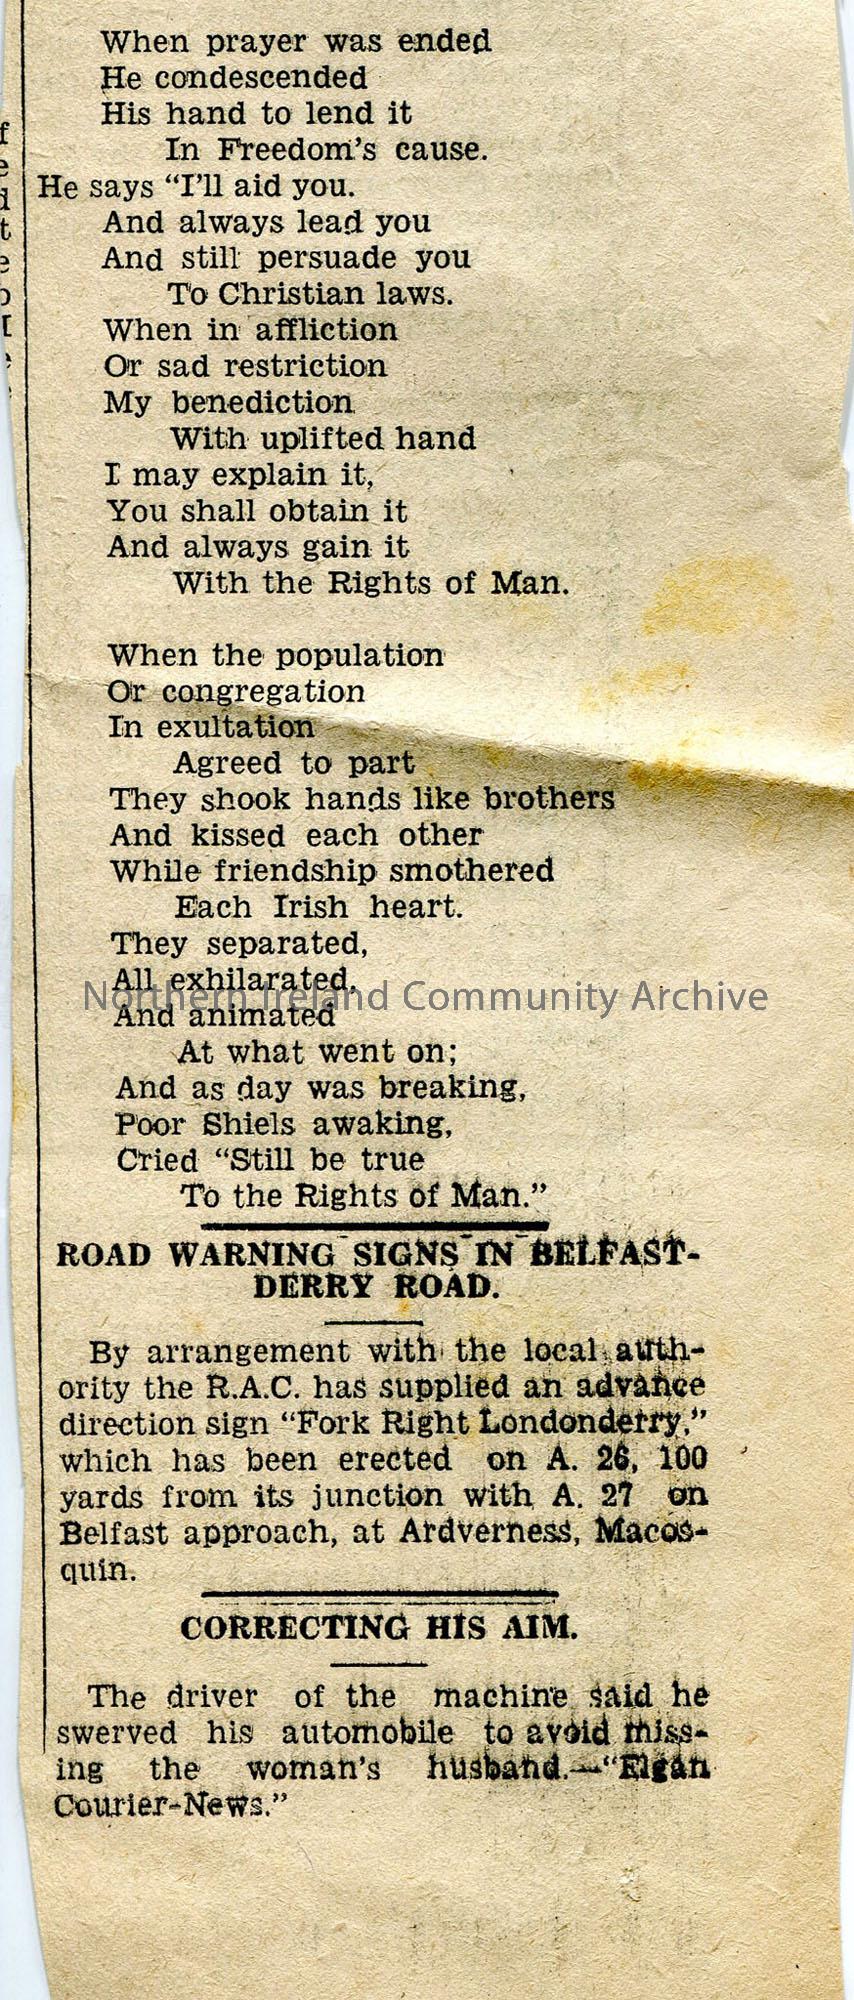 When prayer was ended
He condescended
His hand to lend it
In Freedom's cause.
He says "I'll aid you.
And always lead you
And still persuade you
To Christian laws.
When in affliction
Or sad restriction
My benediction
With uplifted hand
I may explain it,
You shall obtain it
And always gain it
With the Rights of Man.
When the population
Or congregation
In exultation
Agreed to part
They shook hands like brothers
And kissed each other
While friendship smothered
Each Irish heart.
They separated,
All exhilarated,
Northern Ireland Community Archive
And animated
At what went on;
And as day was breaking,
Poor Shiels awaking,
Cried "Still be true
To the Rights of Man."
ROAD WARNING SIGNS IN BELFAST-
DERRY ROAD.
By arrangement with the local auth-
ority the R.A.C. has supplied an advance
direction sign "Fork Right Londonderry,"
which has been erected on A. 26, 100
yards from its junction with A. 27 on
Belfast approach, at Ardverness, Macos-
quin.
CORRECTING HIS AIM.
The driver of the machine said he
swerved his automobile to avoid miss-
ing the woman's husband.—"Elgan
Courier-News."